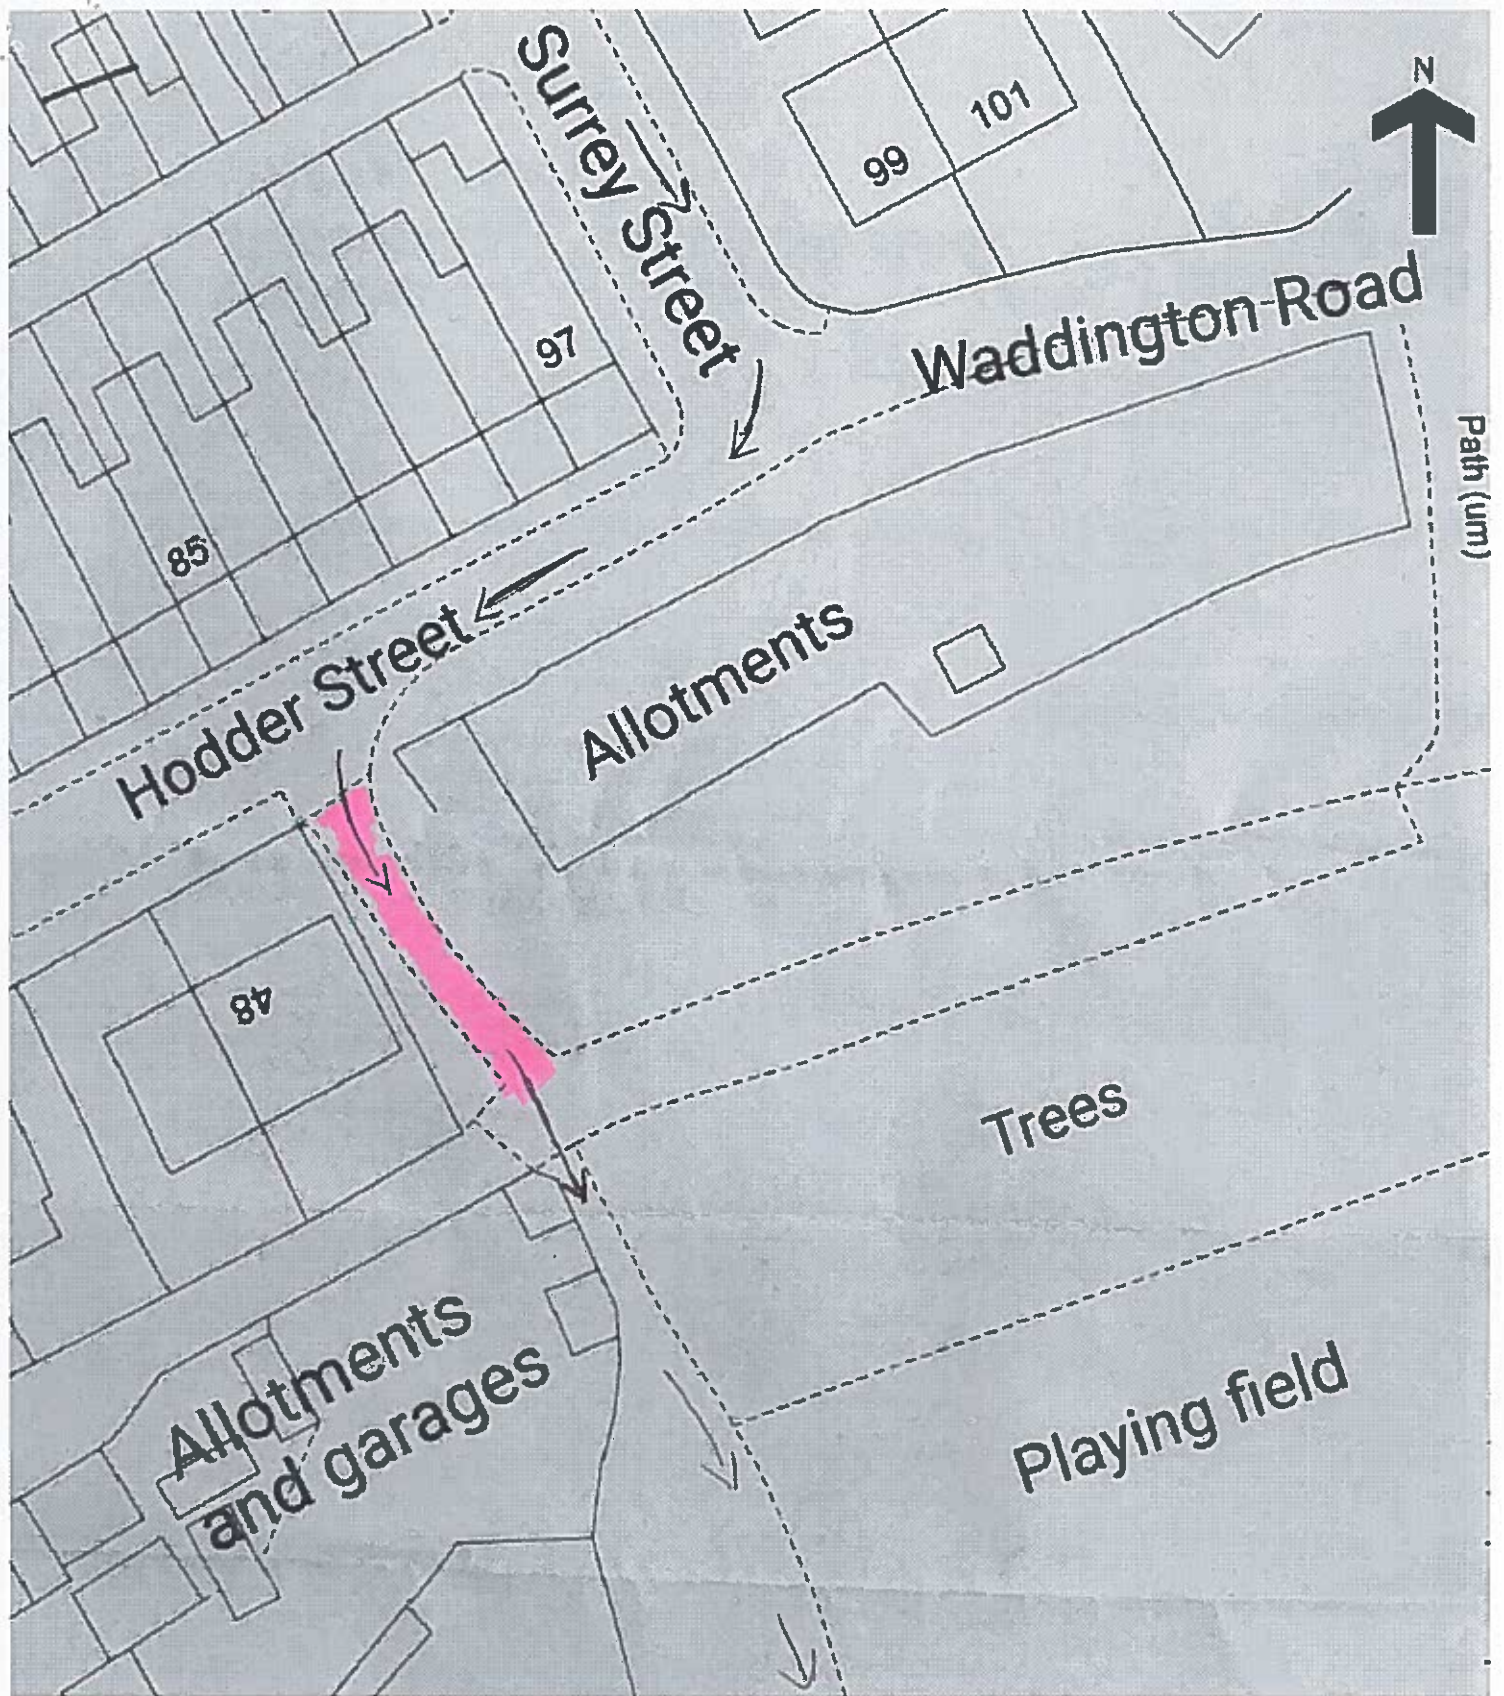 Surrey Street
N
101
99
Waddington Road
97
Path (um)
85
Hodder Street
Allotments
48
Trees
Allotments
and garages
Playing field